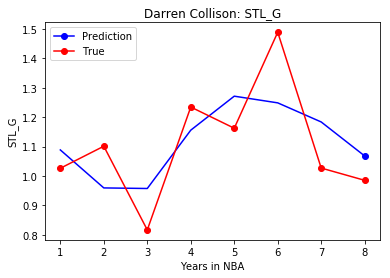 Darren Collison: STL_G
Prediction
True
STL_G
1.5
1.4
1.3
1.2
1.1
1.0
0.9
0.8
1 2 3 4 5 6 7 8
Years in NBA